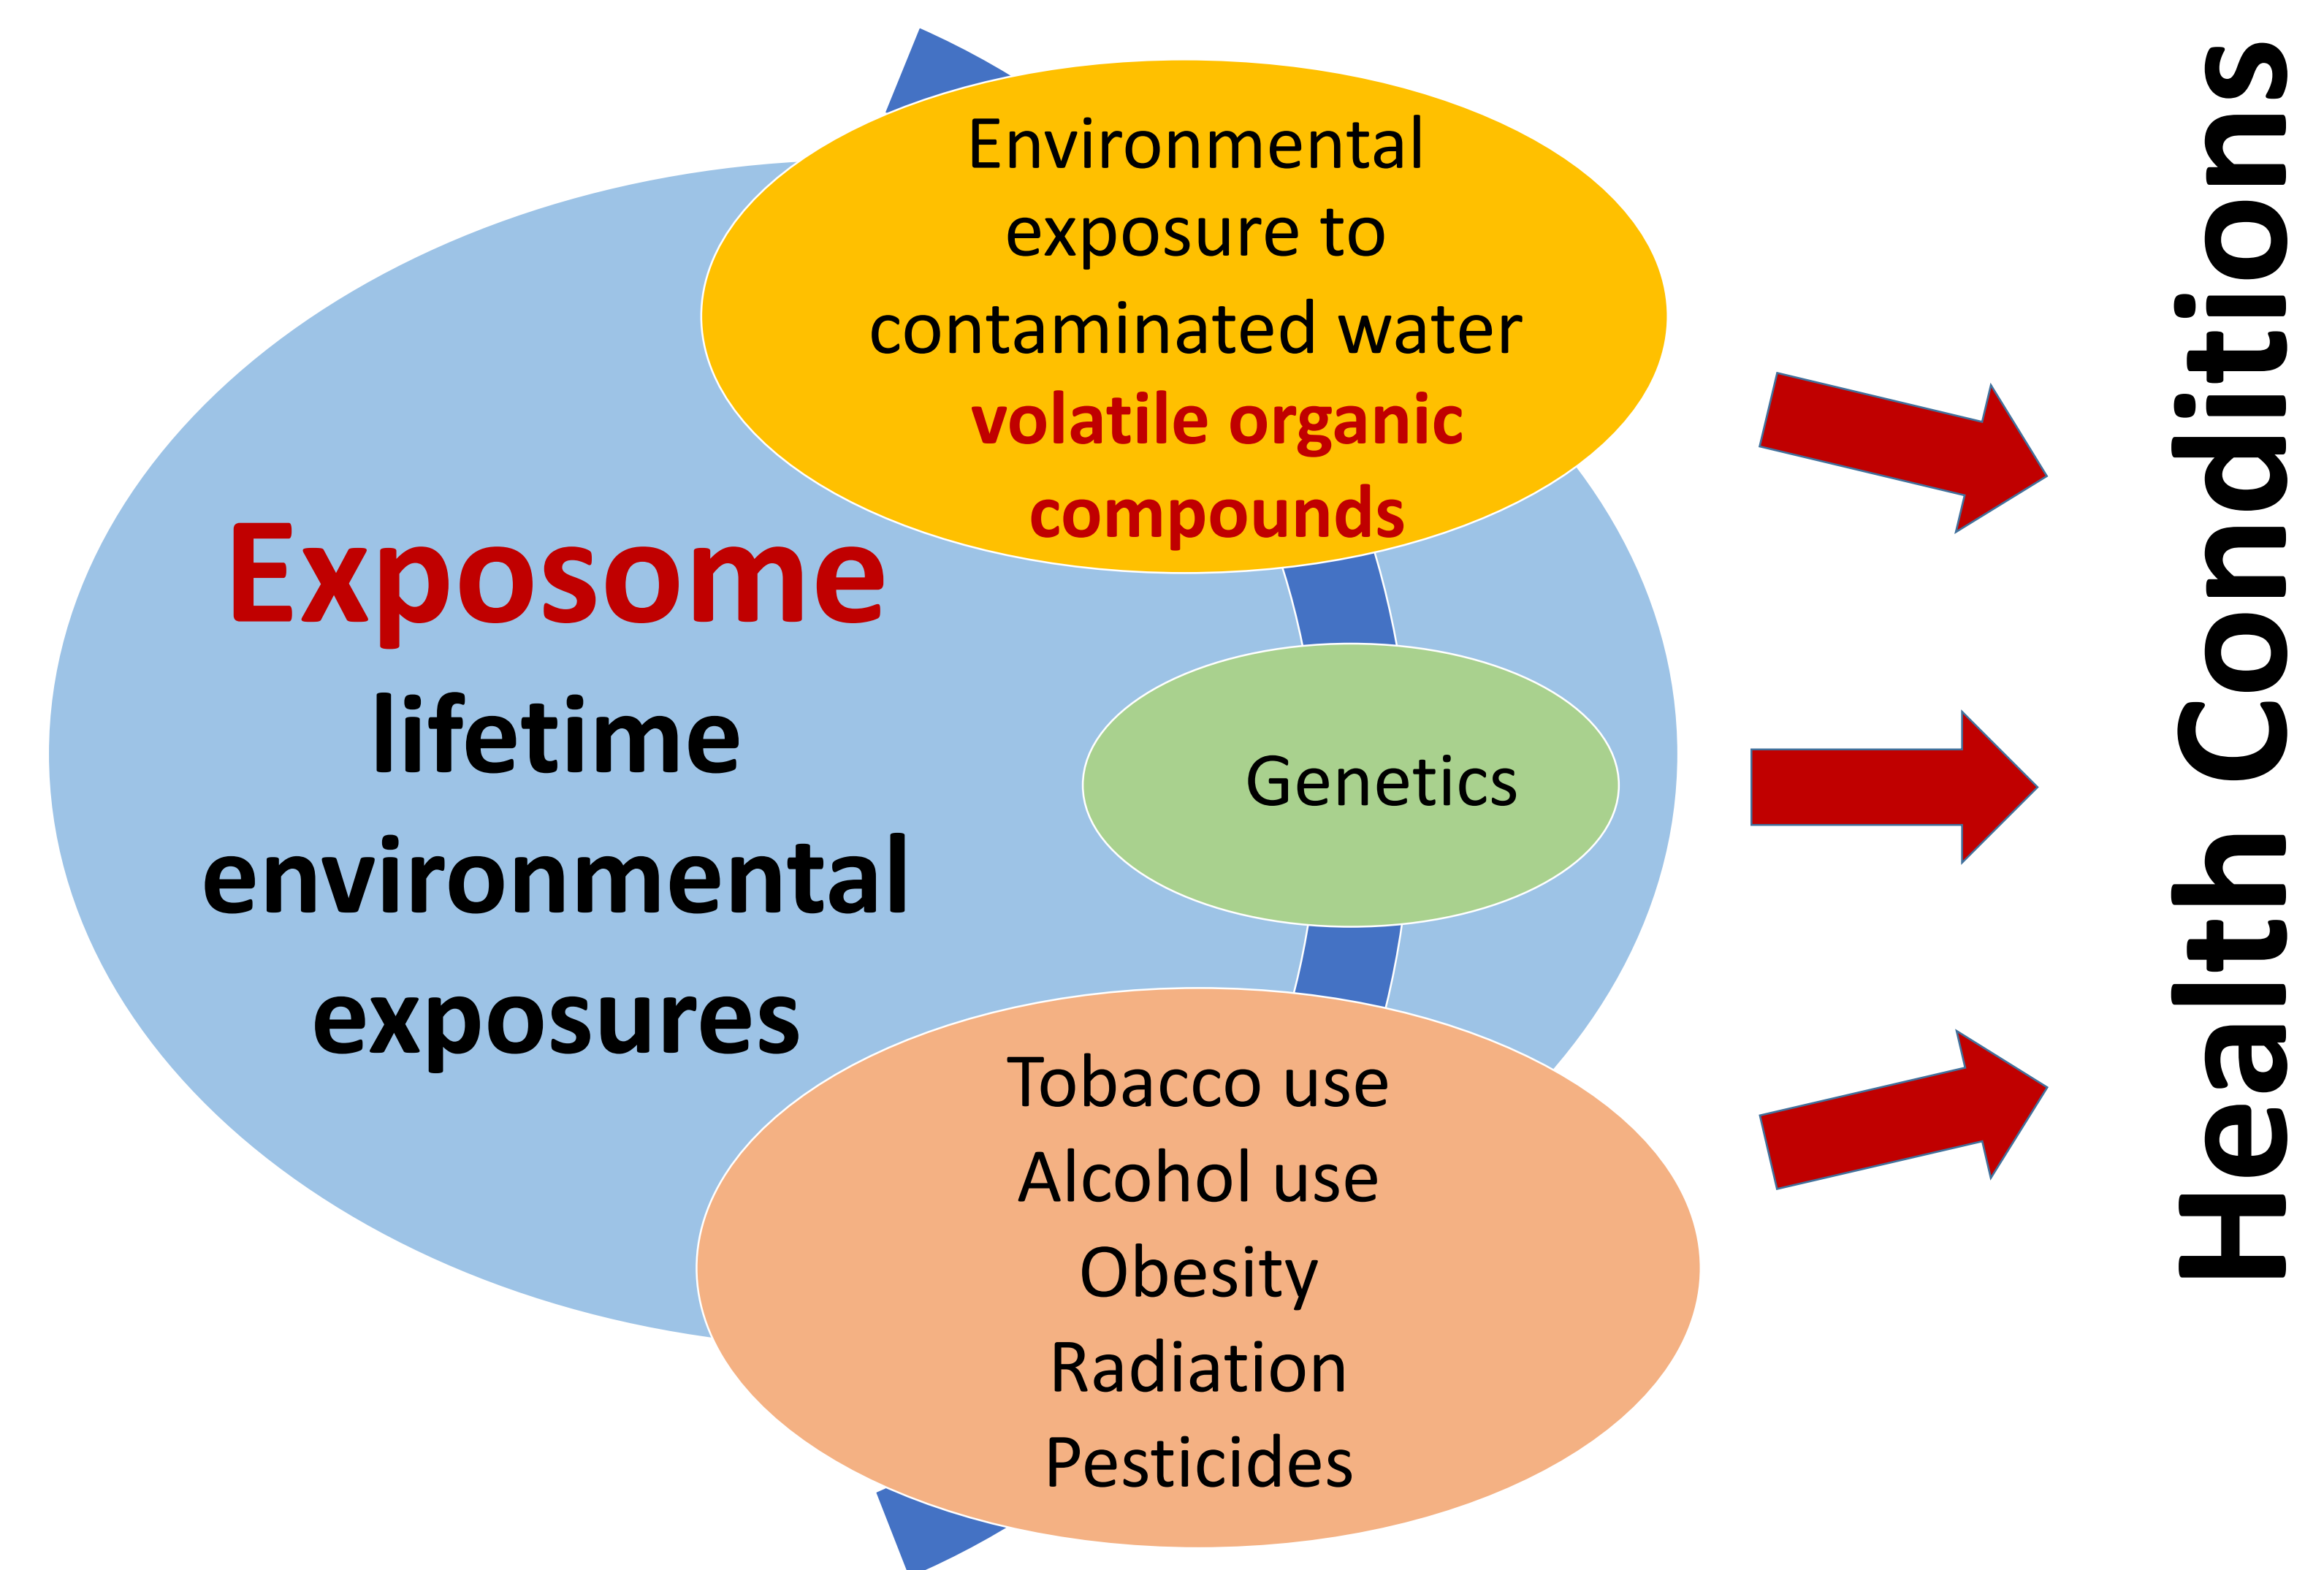 Exposome
lifetime
environmental
exposures
Environmental
exposure to
contaminated water
volatile organic
compounds
Genetics
Tobacco use
Alcohol use
Obesity
Radiation
Pesticides
Health Conditions